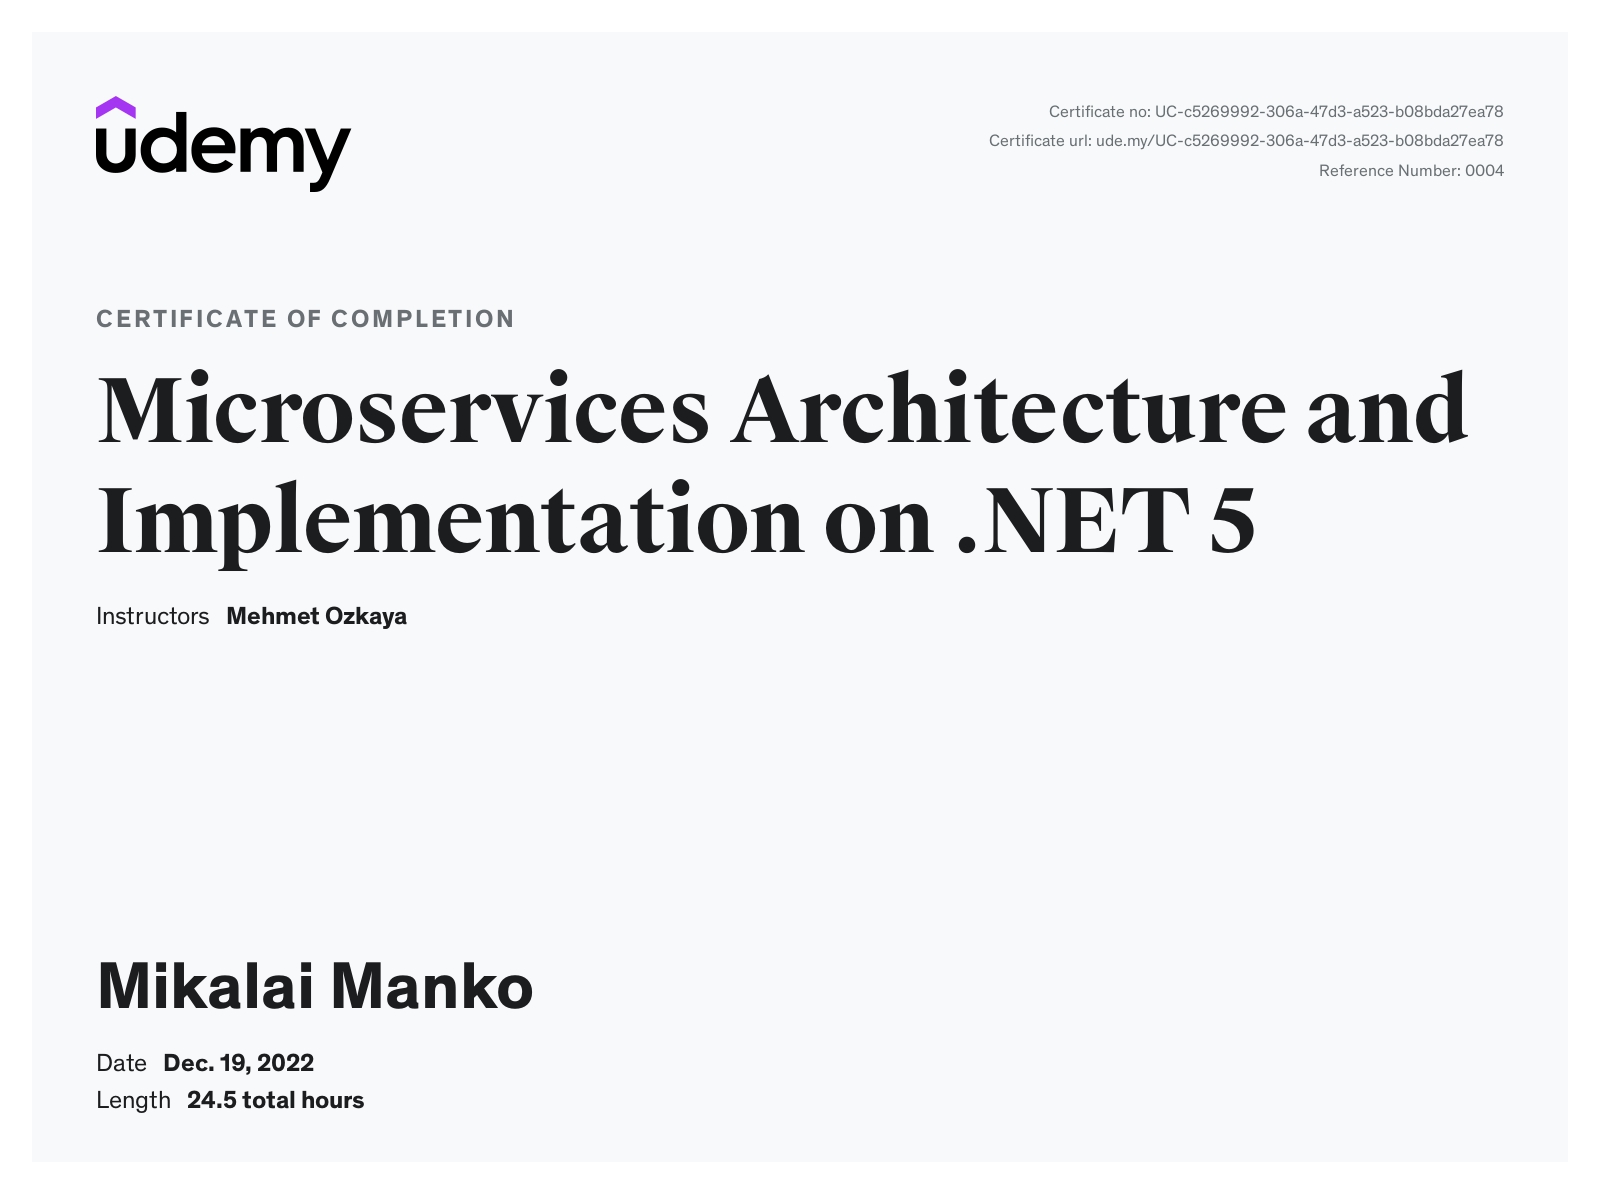 udemy
Certificate no: UC-c5269992-306a-47d3-a523-b08bda27ea78
Certificate url: ude.my/UC-c5269992-306a-47d3-a523-b08bda27ea78
Reference Number: 0004
CERTIFICATE OF COMPLETION
Microservices Architecture and
Implementation on .NET 5
Instructors Mehmet Ozkaya
Mikalai Manko
Date Dec. 19, 2022
Length 24.5 total hours